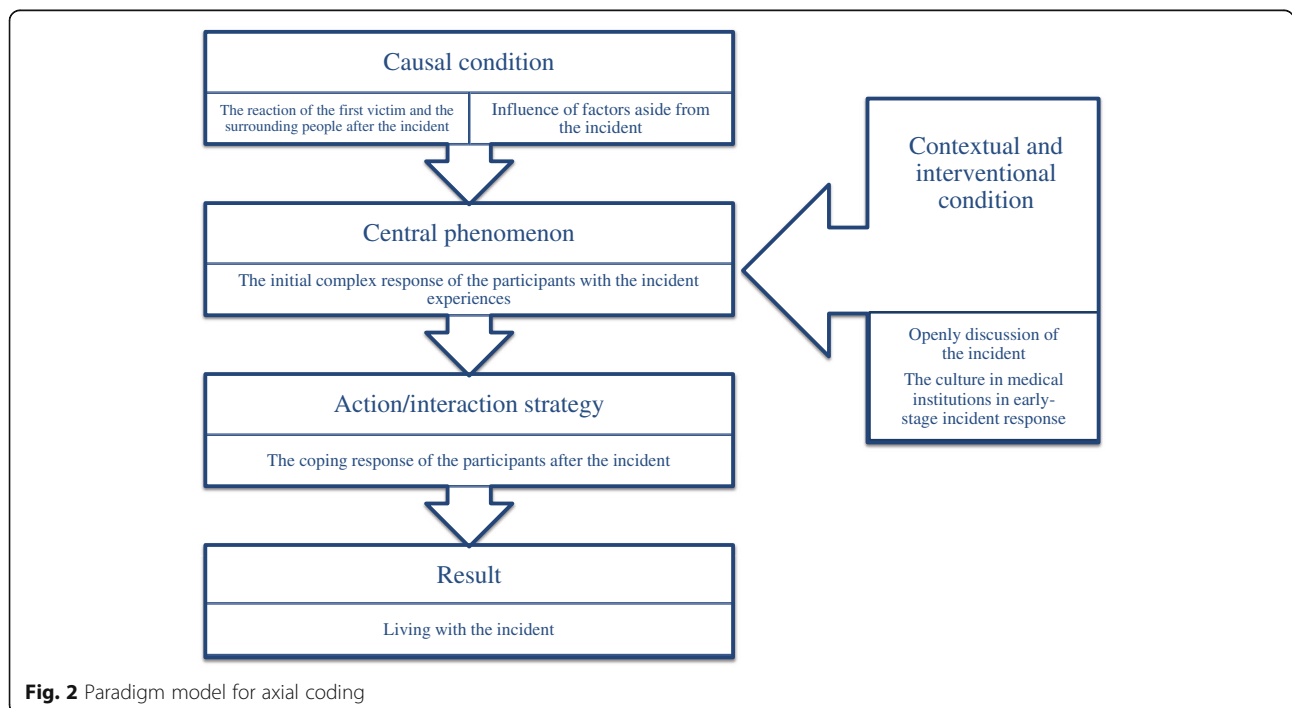 Causal condition
The reaction of the first victim and the
surrounding people after the incident
Influence of factors aside from
the incident
Central phenomenon
The initial complex response of the participants with the incident
experiences
Action/interaction strategy
The coping response of the participants after the incident
Result
Living with the incident
Contextual and
interventional
condition
Openly discussion of
the incident
The culture in medical
institutions in early-
stage incident response
Fig. 2 Paradigm model for axial coding